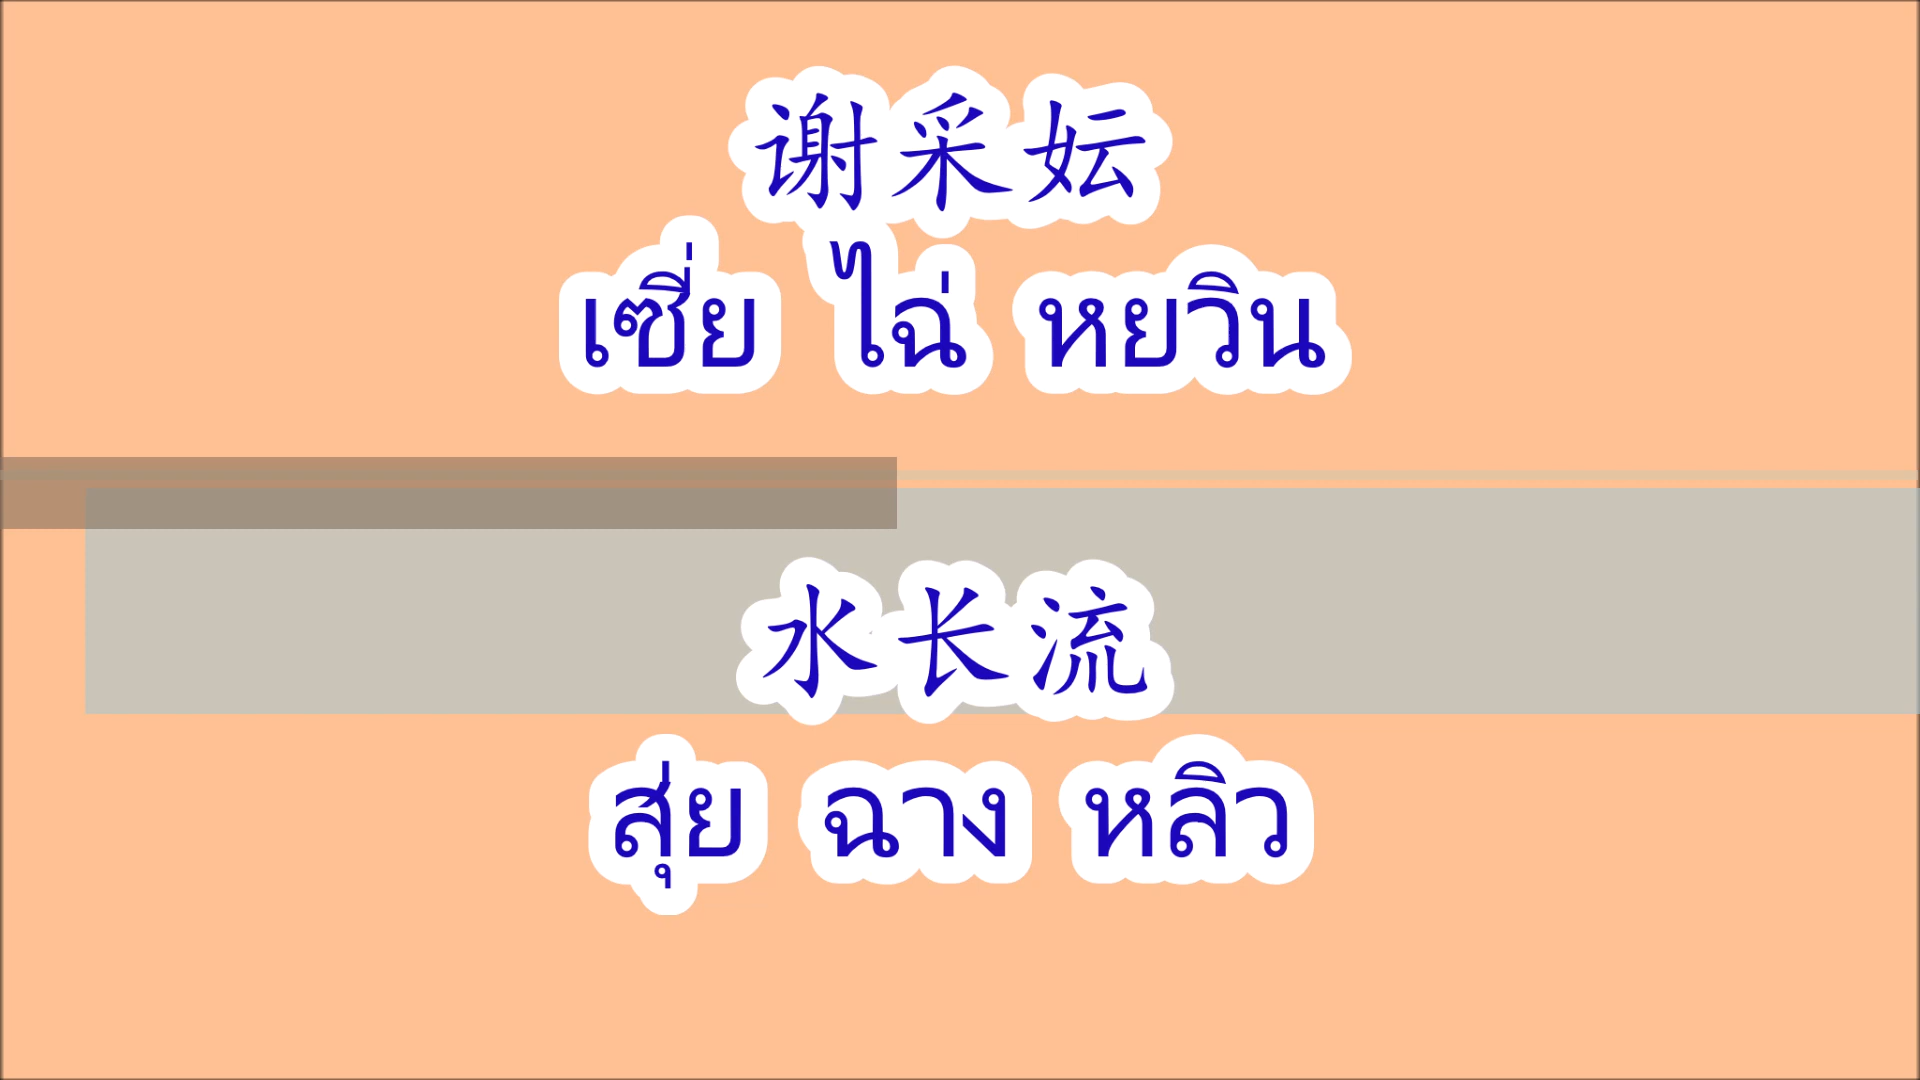 谢采妘
เซี่ย ไฉ่ หยวิน
水长流
สุ่ย ฉาง หลิว